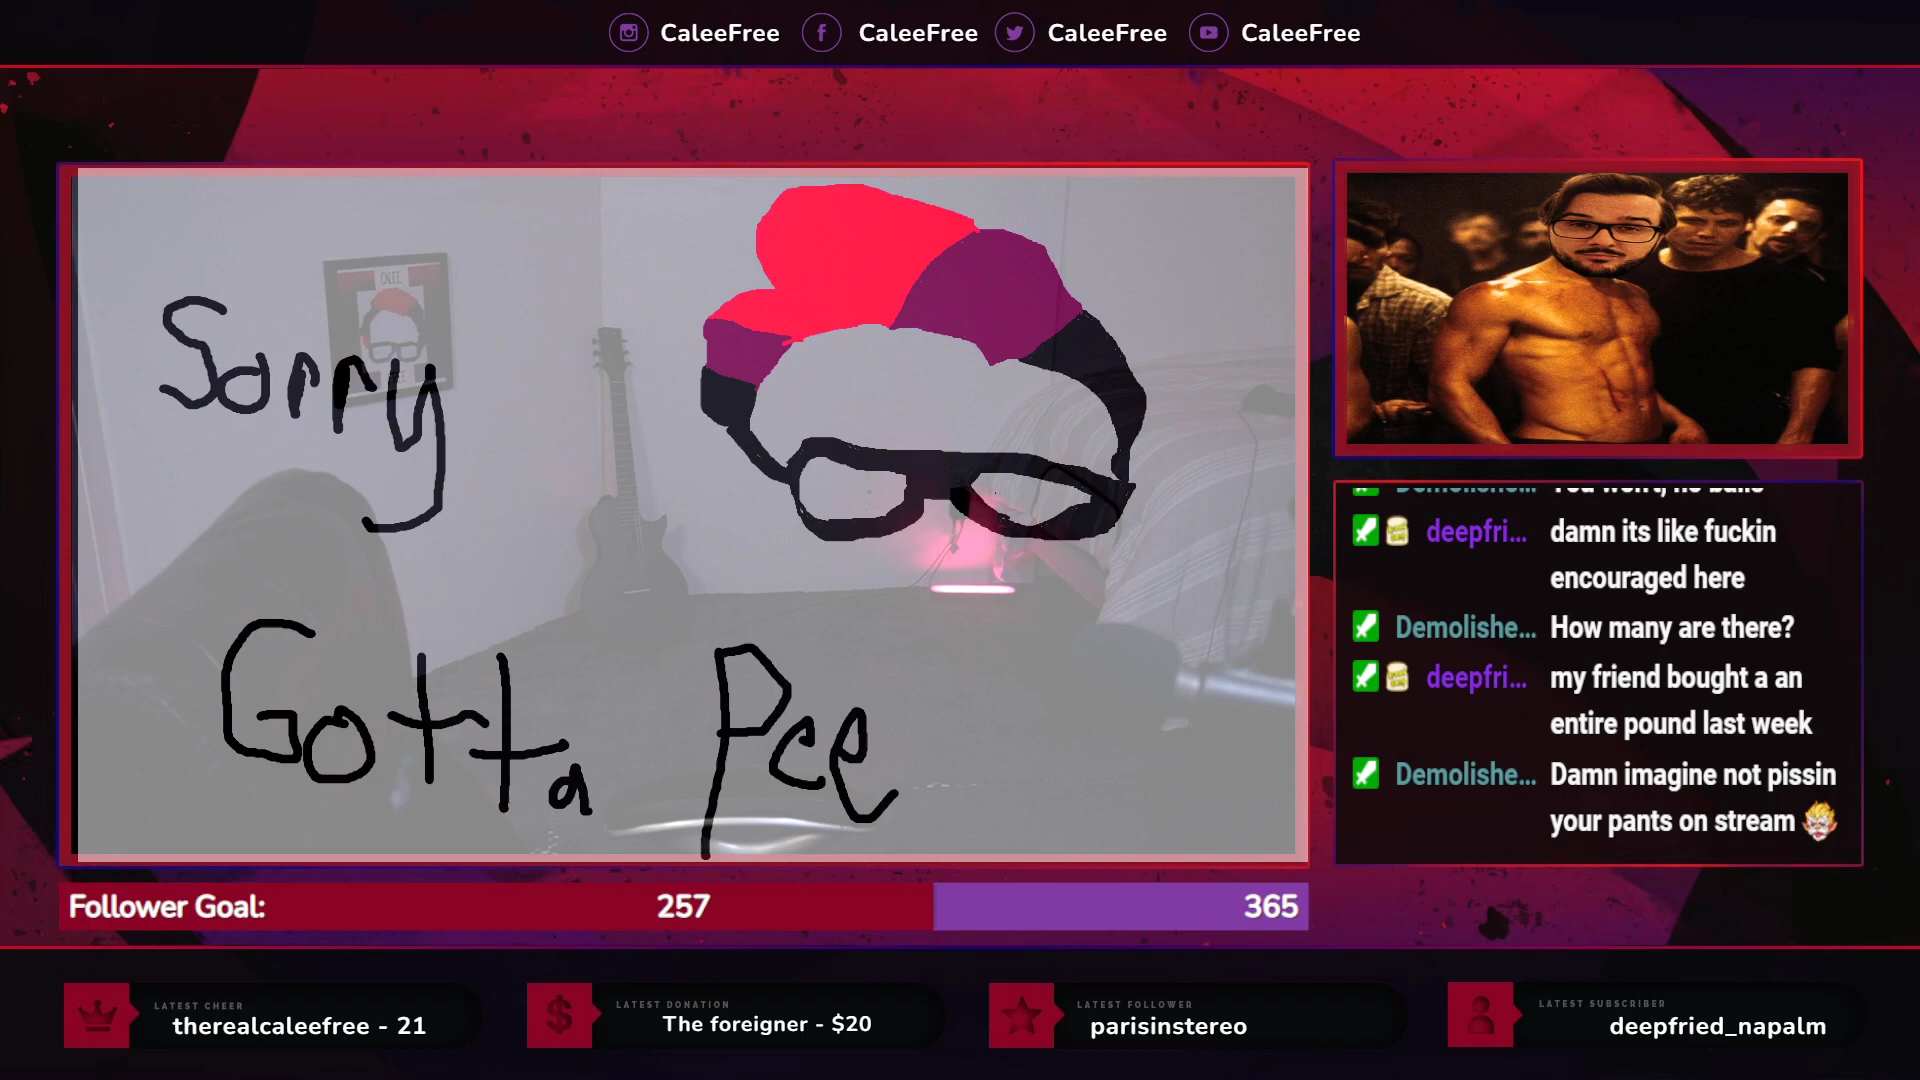 CaleeFree CaleeFree CaleeFree CaleeFree
CALEE
Sorry
Gotta Pee
deepfri... damn its like fuckin
encouraged here
Demolishe... How many are there?
deepfri... my friend bought a an
entire pound last week
Demolishe... Damn imagine not pissin
your pants on stream
Follower Goal: 257 365
LATEST CHEER
therealcaleefree - 21
LATEST DONATION
The foreigner - $20
LATEST FOLLOWER
parisinstereo
LATEST SUBSCRIBER
deepfried_napalm